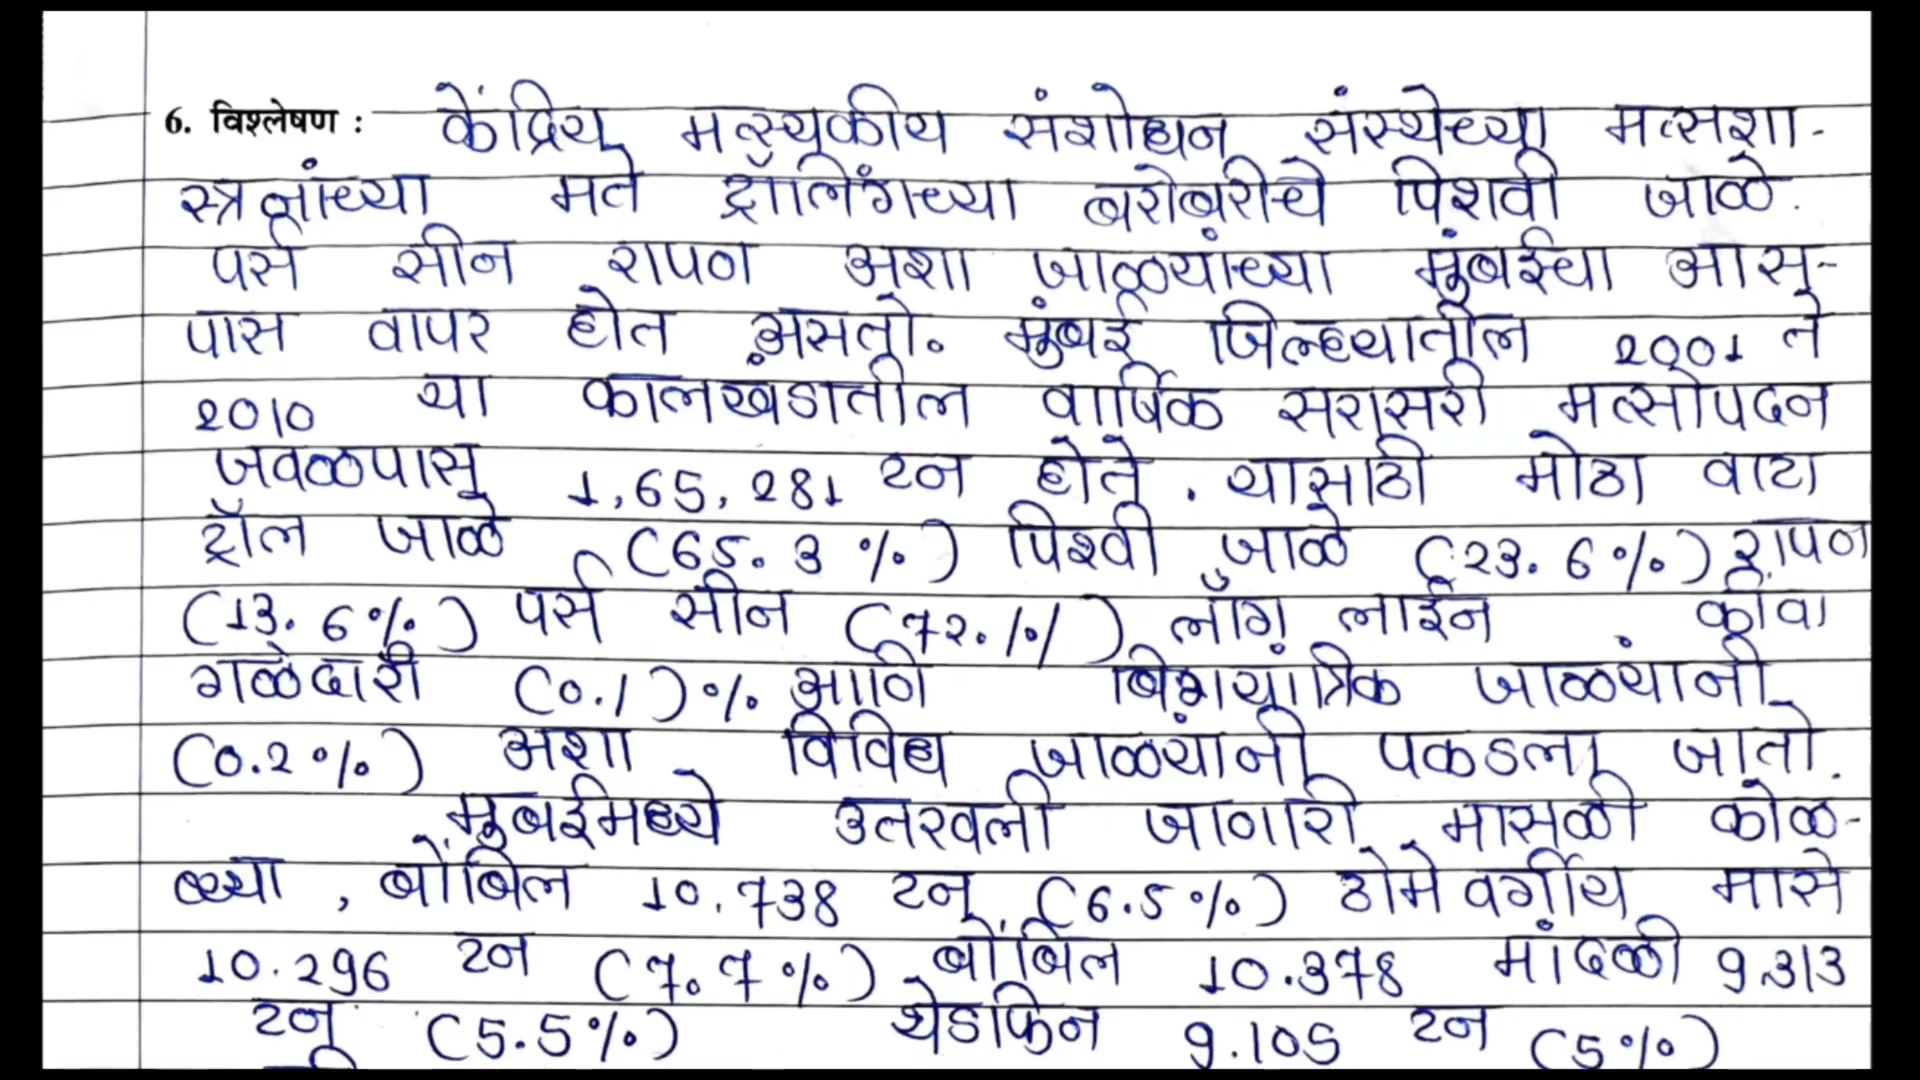 6. विश्लेषण : केंद्रिय मत्स्यकीय संशोधन संस्थेच्या मत्सशा-
स्त्रज्ञांच्या मते ट्रॉलिंगच्या बरोबरीचे पिशवी जाळे.
पर्स सीन रापण अशा जाळ्यांच्या मुंबईचा आस-
पास वापर होत असतो. मुंबई जिल्ह्यातील 2001 ते
2010 या कालखडातील वार्षिक सरासरी मत्सोपदन
जवळपास 1,65,281 टन होते. यासाठी मोठा वाटा
ट्रॉल जाळे (65.3%) पिश्वी जाळे (23.6%) रापण
(13.6%) पर्स सीन (72.%) लाँग लाईन कीवा
गळेदारी (0.1)% आणि बिगयात्रिक जाळ्यांनी
(0.2%) अशा विविध जाळ्यांनी पकडला जातो.
मुबईमध्ये उतरवली जाणारी मासळी कोळ-
ब्या, बोंबिल 10.738 टन (6.5%) ढोमे वर्गीय मासे
10.296 टन (7.7%) बोंबिल 10.378 मांदळी 9.313
टन (5.5%) थेडफिन 9.105 टन (5%)